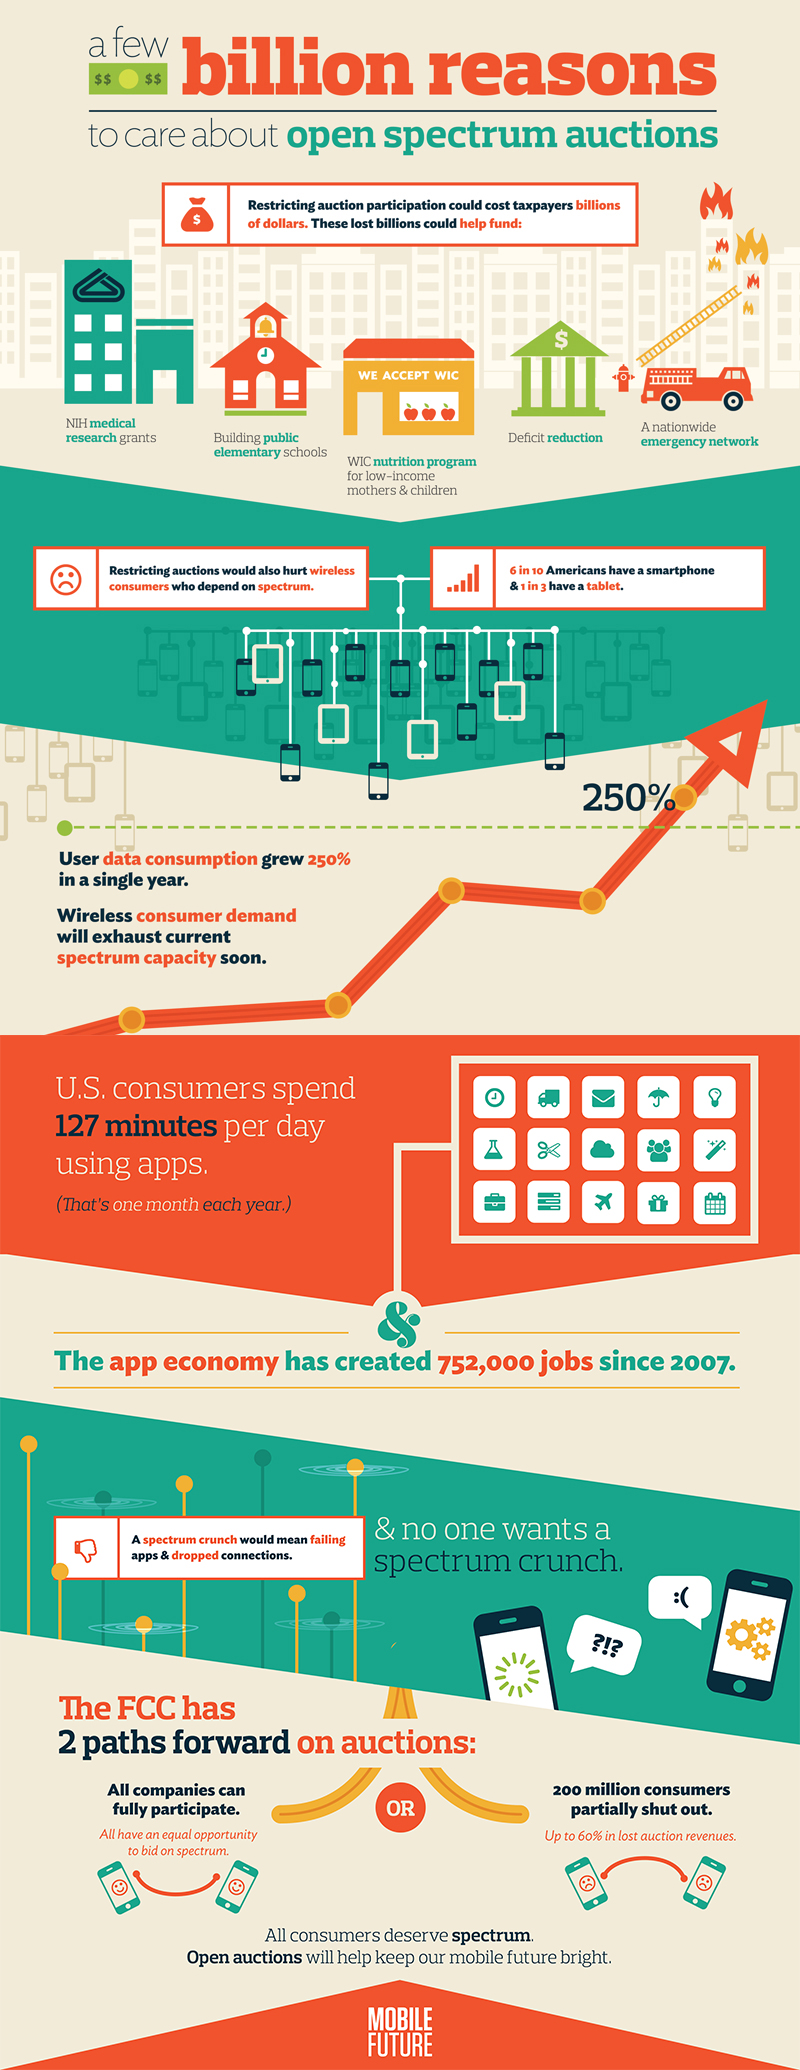 a few
$$ $$
billion reasons
to care about open spectrum auctions
$
Restricting auction participation could cost taxpayers billions
of dollars. These lost billions could help fund:
NIH medical
research grants
Building public
elementary schools
WE ACCEPT WIC
WIC nutrition program
for low-income
mothers & children
$
Deficit reduction
A nationwide
emergency network
Restricting auctions would also hurt wireless
consumers who depend on spectrum.
6 in 10 Americans have a smartphone
& 1 in 3 have a tablet.
250%
User data consumption grew 250%
in a single year.
Wireless consumer demand
will exhaust current
spectrum capacity soon.
U.S. consumers spend
127 minutes per day
using apps.
(That's one month each year.)
&
The app economy has created 752,000 jobs since 2007.
A spectrum crunch would mean failing
apps & dropped connections.
& no one wants a
spectrum crunch.
?!?
:(
The FCC has
2 paths forward on auctions:
All companies can
fully participate.
All have an equal opportunity
to bid on spectrum.
OR
200 million consumers
partially shut out.
Up to 60% in lost auction revenues.
All consumers deserve spectrum.
Open auctions will help keep our mobile future bright.
MOBILE
FUTURE